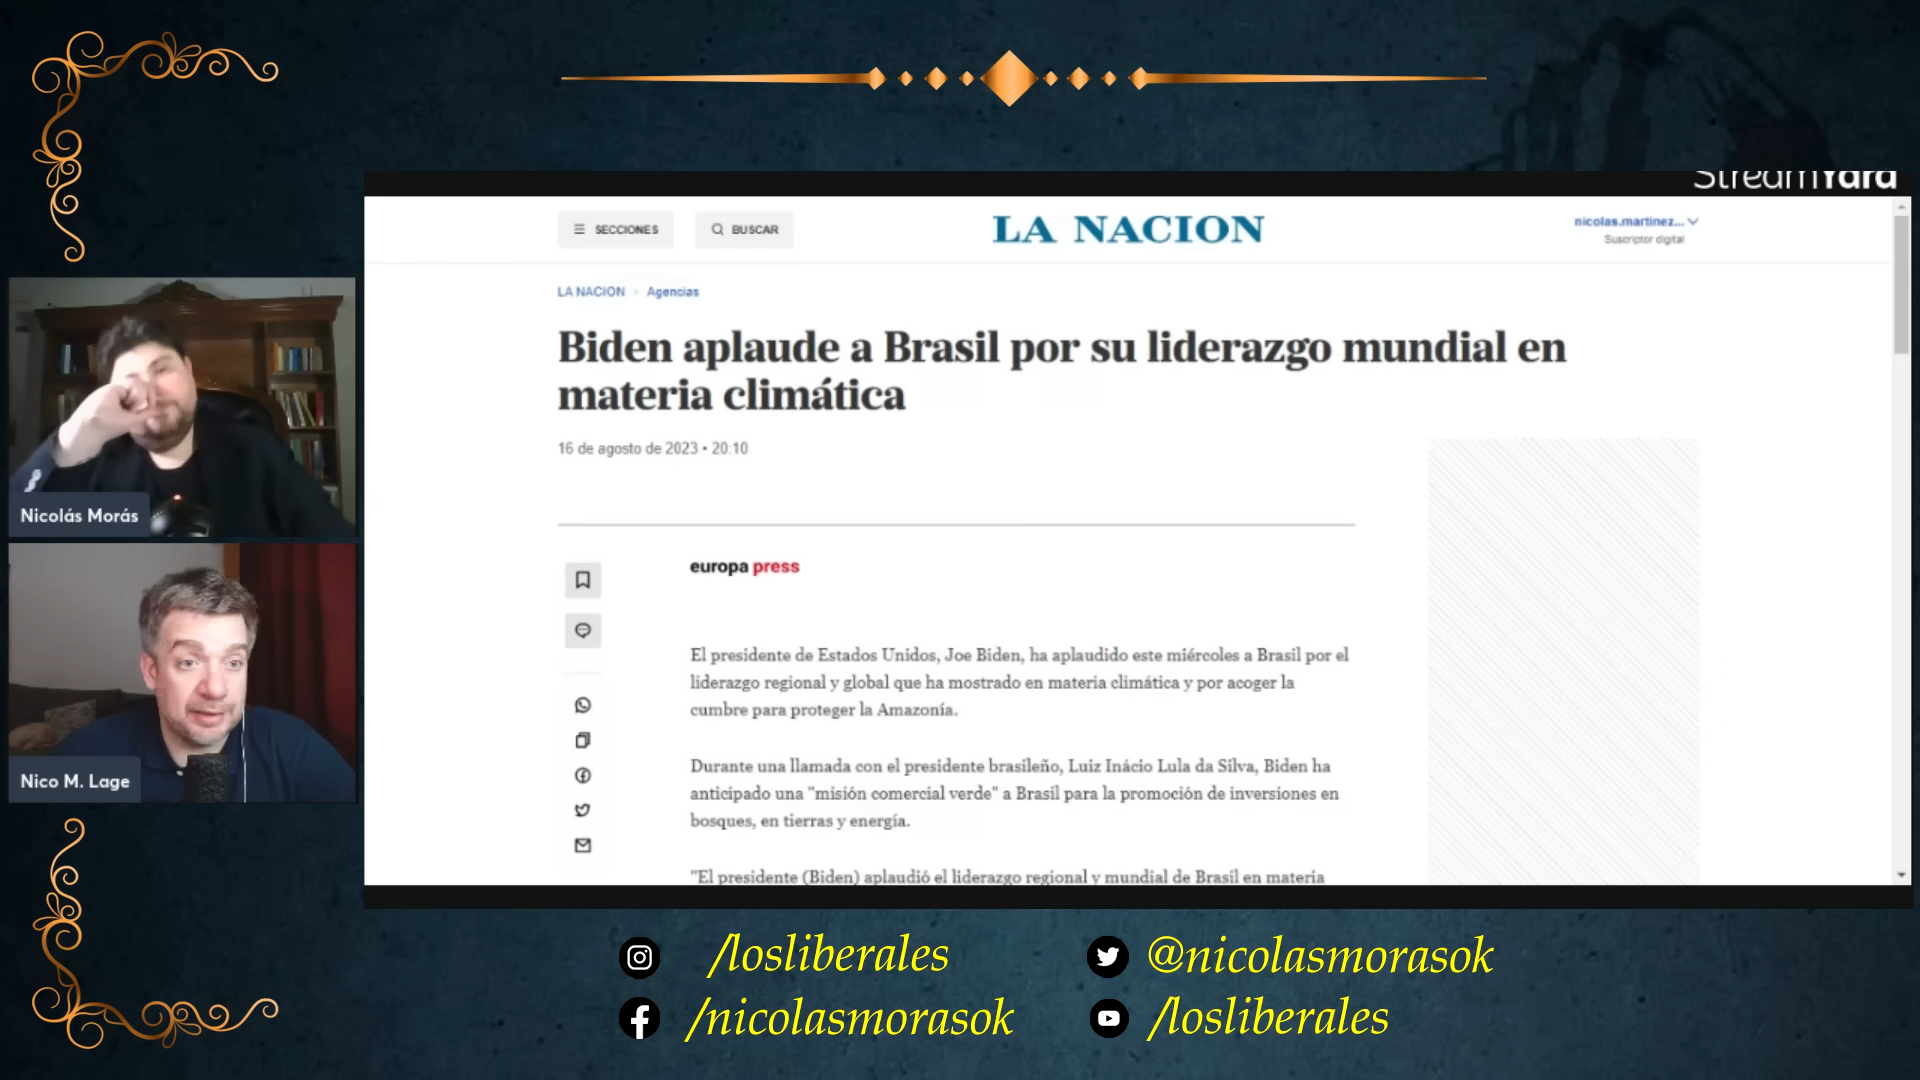 StreamYard
SECCIONES
BUSCAR
LA NACION
nicolas.martinez...
Suscriptor digital
LA NACION > Agencias
Biden aplaude a Brasil por su liderazgo mundial en
materia climática
16 de agosto de 2023 • 20:10
europa press
El presidente de Estados Unidos, Joe Biden, ha aplaudido este miércoles a Brasil por el
liderazgo regional y global que ha mostrado en materia climática y por acoger la
cumbre para proteger la Amazonía.
Durante una llamada con el presidente brasileño, Luiz Inácio Lula da Silva, Biden ha
anticipado una "misión comercial verde" a Brasil para la promoción de inversiones en
bosques, en tierras y energía.
"El presidente (Biden) aplaudió el liderazgo regional y mundial de Brasil en materia
Nicolás Morás
Nico M. Lage
/losliberales
@nicolasmorasok
/nicolasmorasok
/losliberales